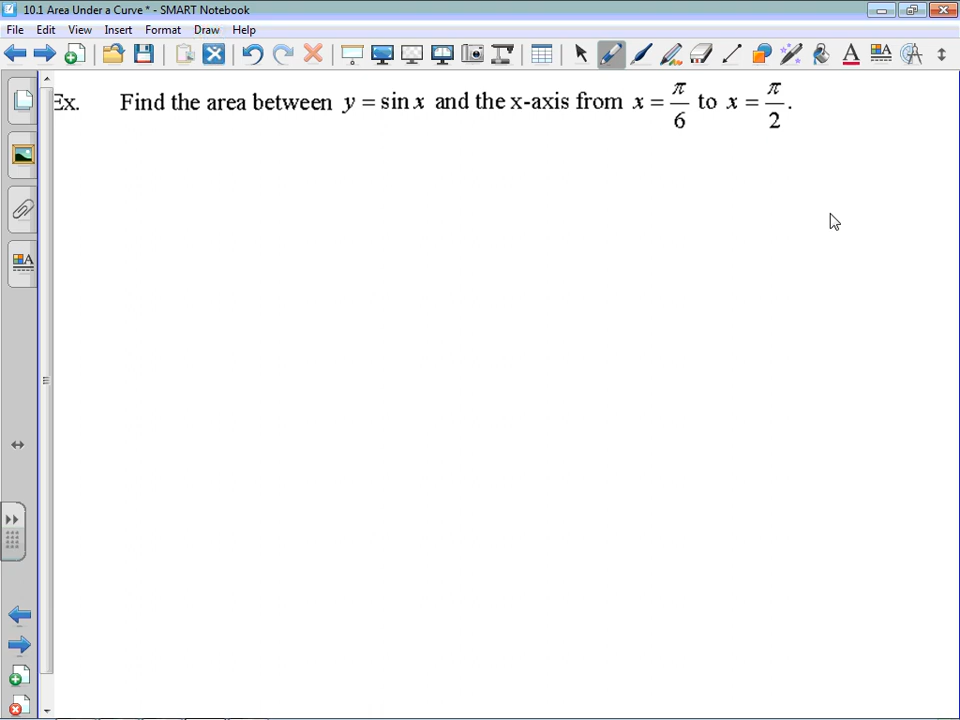 10.1 Area Under a Curve * - SMART Notebook
File Edit View Insert Format Draw Help
Ex. Find the area between y = sin x and the x-axis from x = π/6 to x = π/2.